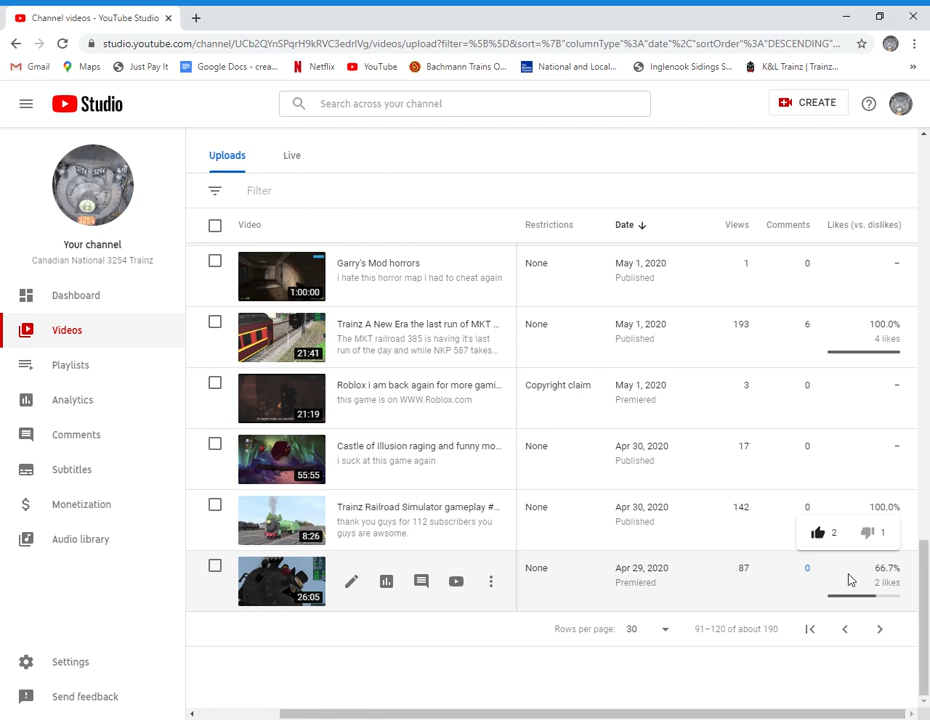 Channel videos - YouTube Studio
studio.youtube.com/channel/UCb2QYnSPqrH9kRVC3edrIVg/videos/upload?filter=%5B%5D&sort=%7B"columnType"%3A"date"%2C"sortOrder"%3A"DESCENDING"...
Gmail Maps Just Pay It Google Docs - crea... Netflix YouTube Bachmann Trains O... National and Local... Inglenook Sidings S... K&L Trainz | Trainz... »
Studio
Search across your channel
CREATE
Your channel
Canadian National 3254 Trainz
Dashboard
Videos
Playlists
Analytics
Comments
Subtitles
Monetization
Audio library
Settings
Send feedback
Uploads Live
Filter
Video Restrictions Date Views Comments Likes (vs. dislikes)
Garry's Mod horrors None May 1, 2020 1 0 –
i hate this horror map i had to cheat again Published
1:00:00
Trainz A New Era the last run of MKT ... None May 1, 2020 193 6 100.0%
The MKT railroad 385 is having it's last Published 4 likes
run of the day and while NKP 587 takes...
21:41
Roblox i am back again for more gami... Copyright claim May 1, 2020 3 0 –
this game is on WWW.Roblox.com Premiered
21:19
Castle of Illusion raging and funny mo... None Apr 30, 2020 17 0 –
i suck at this game again Published
55:55
Trainz Railroad Simulator gameplay #... None Apr 30, 2020 142 0 100.0%
thank you guys for 112 subscribers you Published
guys are awsome.
8:26
2 1
None Apr 29, 2020 87 0 66.7%
Premiered 2 likes
26:05
Rows per page: 30 91–120 of about 190